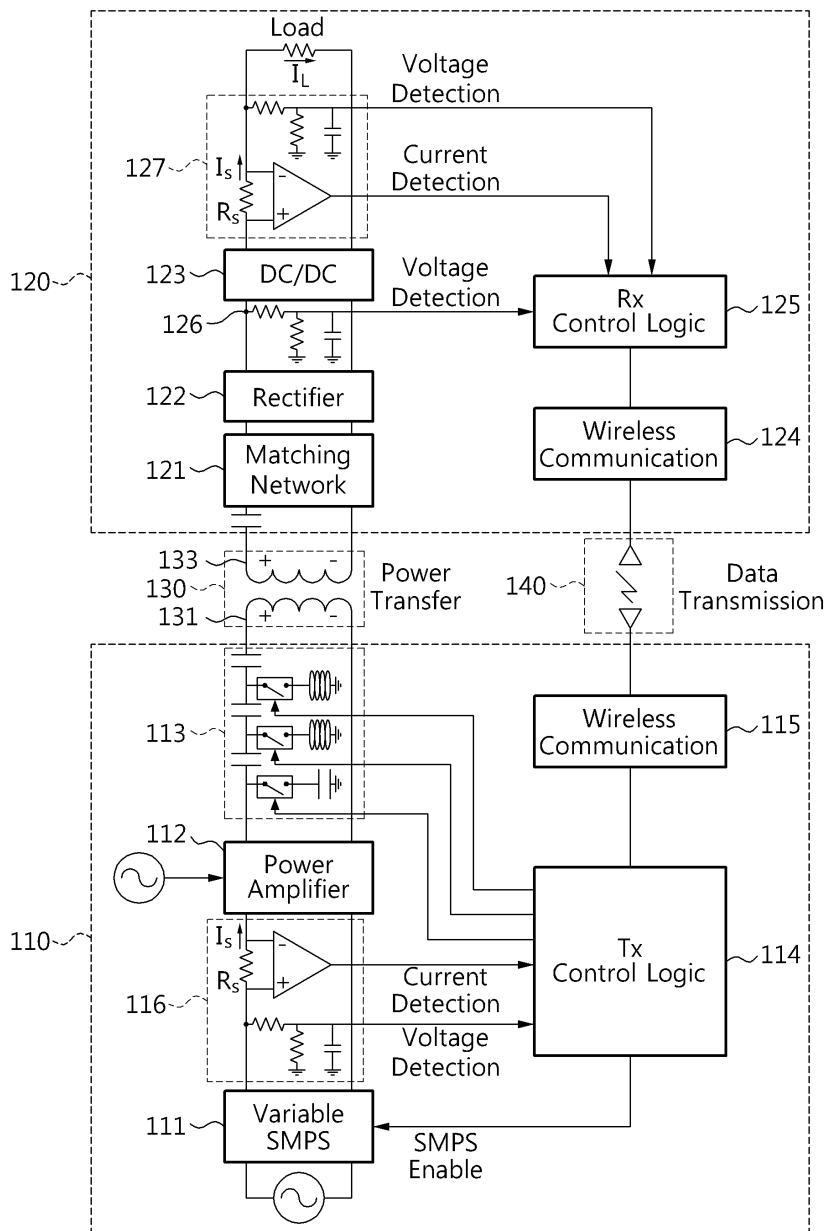 Load
I_L
Voltage
Detection
127
I_S
-
Current
Detection
R_S
+
123
DC/DC
120
Voltage
Detection
126
Rx
Control Logic
125
122
Rectifier
121
Matching
Network
Wireless
Communication
124
133
+
-
130
Power
Transfer
131
+
-
140
Data
Transmission
113
Wireless
Communication
115
112
Power
Amplifier
110
I_S
-
R_S
+
Tx
Control Logic
114
116
Current
Detection
Voltage
Detection
111
Variable
SMPS
SMPS
Enable